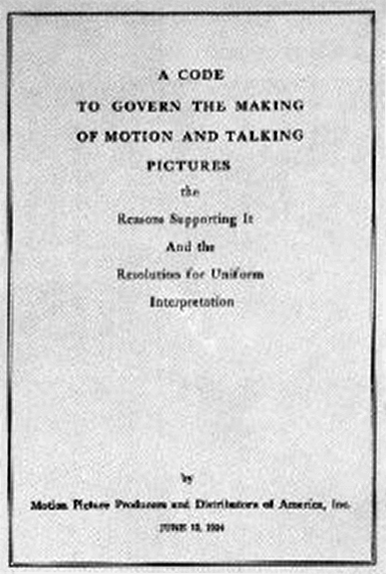 A CODE
TO GOVERN THE MAKING
OF MOTION AND TALKING
PICTURES
the
Reasons Supporting It
And the
Resolution for Uniform
Interpretation
by
Motion Picture Producers and Distributors of America, Inc.
JUNE 13, 1934